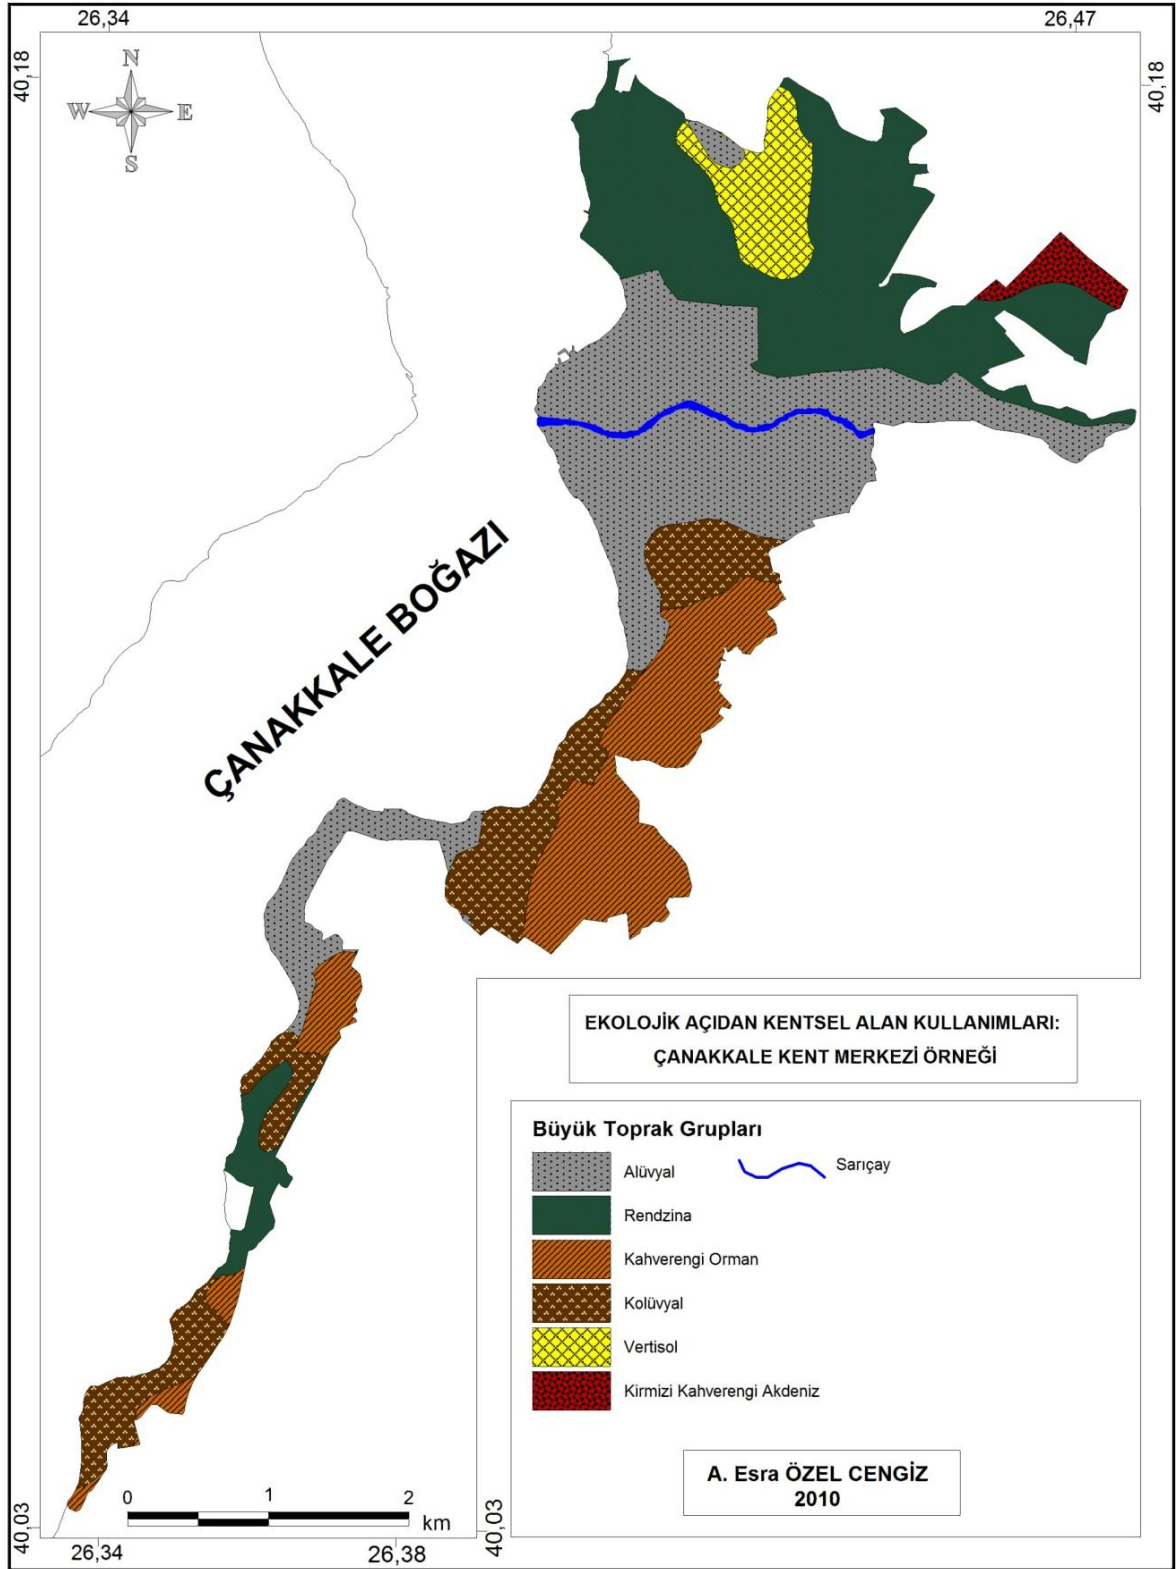 26,34
26,47
40,18
40,18
N
W
E
S
ÇANAKKALE BOĞAZI
EKOLOJİK AÇIDAN KENTSEL ALAN KULLANIMLARI:
ÇANAKKALE KENT MERKEZİ ÖRNEĞİ
Büyük Toprak Grupları
Alüvyal
Sarıçay
Rendzina
Kahverengi Orman
Kolüvyal
Vertisol
Kirmizi Kahverengi Akdeniz
A. Esra ÖZEL CENGİZ
2010
0 1 2
km
40,03
40,03
26,34
26,38